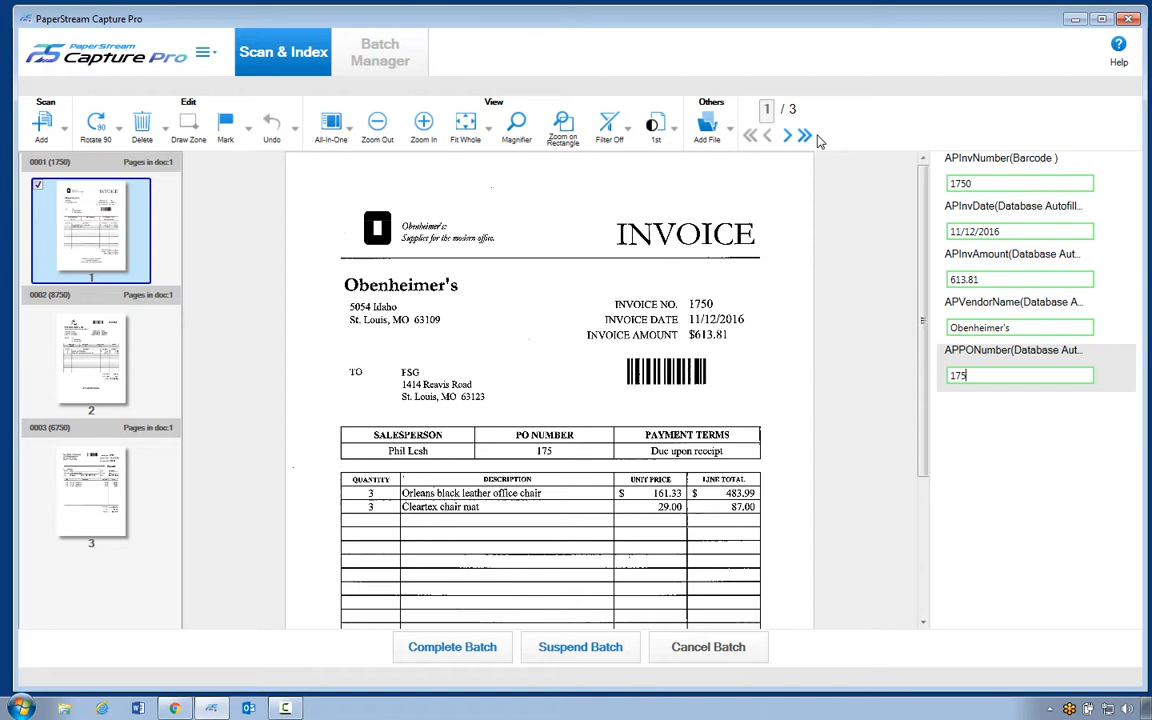 PaperStream Capture Pro
PaperStream
Capture Pro
Scan & Index
Batch
Manager
Help
Scan
Edit
View
Others
1 / 3
Add
Rotate 90
Delete
Draw Zone
Mark
Undo
All-In-One
Zoom Out
Zoom In
Fit Whole
Magnifier
Zoom on
Rectangle
Filter Off
1st
Add File
0001 (1750) Pages in doc:1
1
0002 (8750) Pages in doc:1
2
0003 (6750) Pages in doc:1
3
Obenheimer's:
Supplies for the modern office.
INVOICE
Obenheimer's
5054 Idaho
St. Louis, MO 63109
INVOICE NO. 1750
INVOICE DATE 11/12/2016
INVOICE AMOUNT $613.81
TO FSG
1414 Reavis Road
St. Louis, MO 63123
SALESPERSON PO NUMBER PAYMENT TERMS
Phil Lesh 175 Due upon receipt
QUANTITY DESCRIPTION UNIT PRICE LINE TOTAL
3 Orleans black leather office chair $ 161.33 $ 483.99
3 Cleartex chair mat 29.00 87.00
APInvNumber(Barcode )
1750
APInvDate(Database Autofill...
11/12/2016
APInvAmount(Database Aut...
613.81
APVendorName(Database A...
Obenheimer's
APPONumber(Database Aut...
175
Complete Batch
Suspend Batch
Cancel Batch